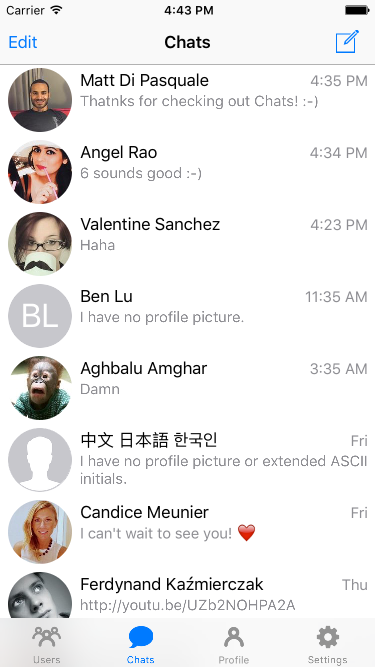 Carrier 4:43 PM
Edit Chats
Matt Di Pasquale 4:35 PM
Thatnks for checking out Chats! :-)
Angel Rao 4:34 PM
6 sounds good :-)
Valentine Sanchez 4:23 PM
Haha
BL
Ben Lu 11:35 AM
I have no profile picture.
Aghbalu Amghar 3:35 AM
Damn
中文 日本語 한국인 Fri
I have no profile picture or extended ASCII
initials.
Candice Meunier Fri
I can't wait to see you! ❤️
Ferdynand Kaźmierczak Thu
http://youtu.be/UZb2NOHPA2A
Users Chats Profile Settings